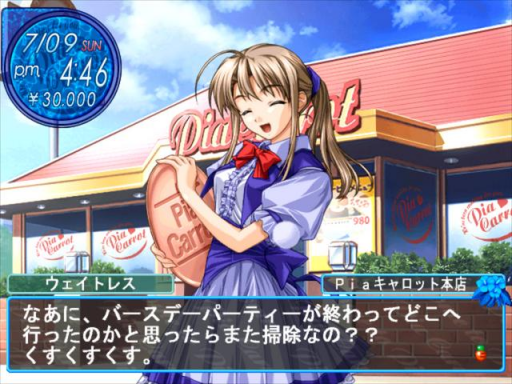 7/09 SUN
pm 4:46
¥30.000
Pia Carrot
Pia
Carrot
980
Pia
Carrot
Pia
Carrot
Pia
Carrot
ウェイトレス
Piaキャロット本店
なあに、バースデーパーティーが終わってどこへ
行ったのかと思ったらまた掃除なの??
くすくすくす。